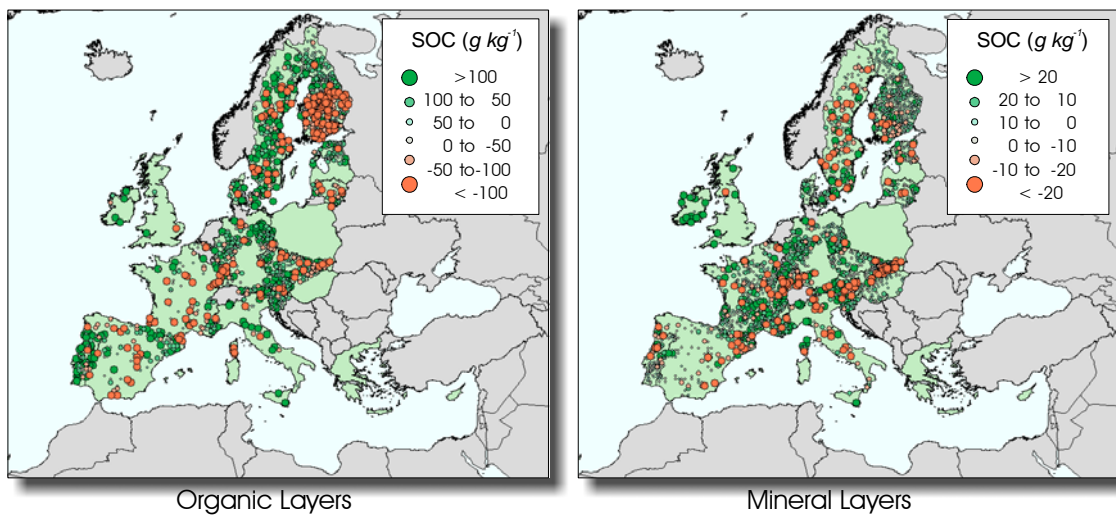 SOC (g kg⁻¹)
>100
100 to 50
50 to 0
0 to -50
-50 to-100
< -100
Organic Layers
SOC (g kg⁻¹)
> 20
20 to 10
10 to 0
0 to -10
-10 to -20
< -20
Mineral Layers